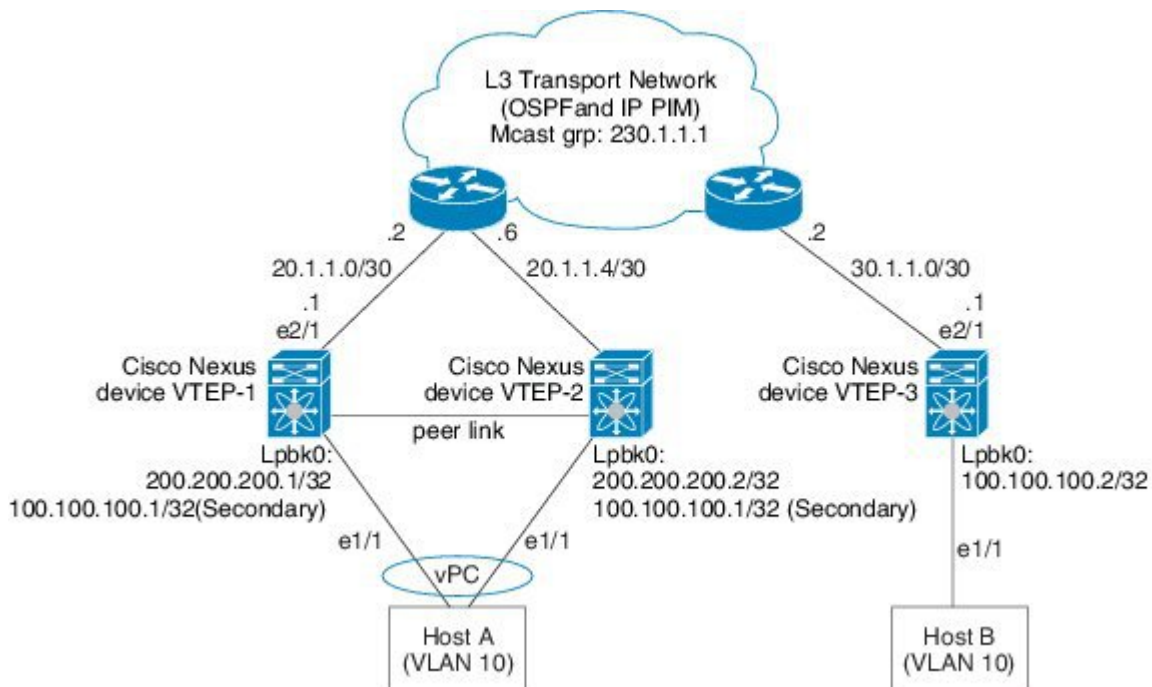 L3 Transport Network
(OSPFand IP PIM)
Mcast grp: 230.1.1.1
.2
.6
.2
20.1.1.0/30
20.1.1.4/30
30.1.1.0/30
.1
e2/1
.1
e2/1
Cisco Nexus
device VTEP-1
Cisco Nexus
device VTEP-2
Cisco Nexus
device VTEP-3
peer link
Lpbk0:
200.200.200.1/32
100.100.100.1/32(Secondary)
Lpbk0:
200.200.200.2/32
100.100.100.1/32 (Secondary)
Lpbk0:
100.100.100.2/32
e1/1
e1/1
e1/1
vPC
Host A
(VLAN 10)
Host B
(VLAN 10)